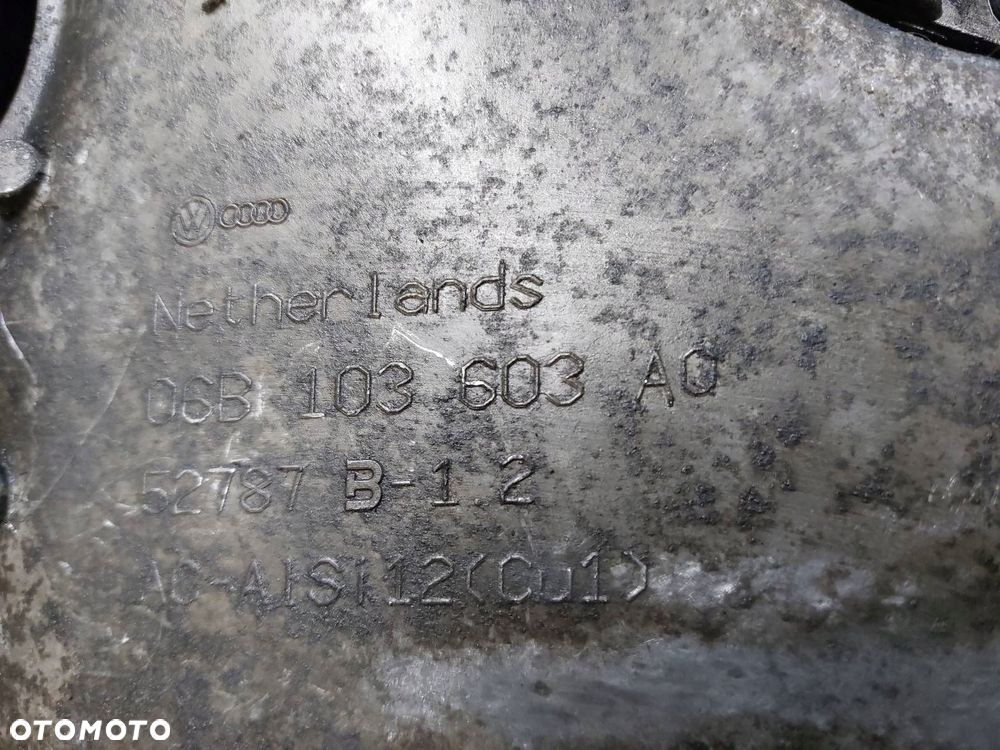 Netherlands
06B 103 603 AQ
52787 B-1.2
AC-AlSi12(Cu1)
OTOMOTO